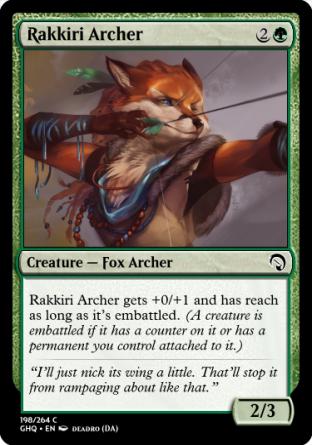 Rakkiri Archer 2
Creature — Fox Archer
Rakkiri Archer gets +0/+1 and has reach
as long as it's embattled. (A creature is
embattled if it has a counter on it or has a
permanent you control attached to it.)
"I'll just nick its wing a little. That'll stop it
from rampaging about like that."
2/3
198/264 C
GHQ • EN DEADRO (DA)